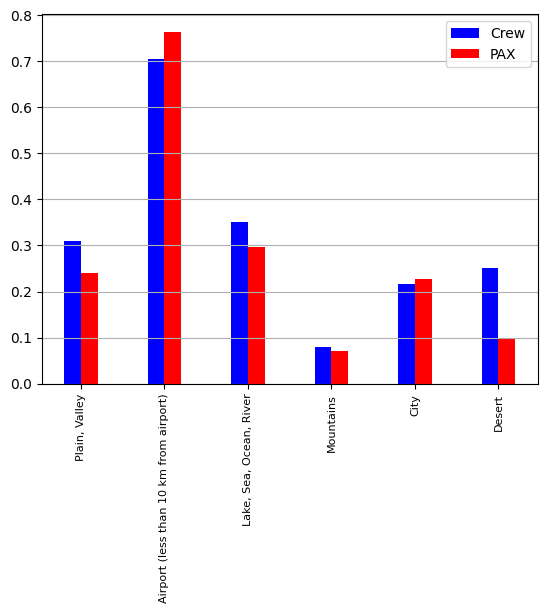 0.8
0.7
0.6
0.5
0.4
0.3
0.2
0.1
0.0
Crew
PAX
Plain, Valley
Airport (less than 10 km from airport)
Lake, Sea, Ocean, River
Mountains
City
Desert